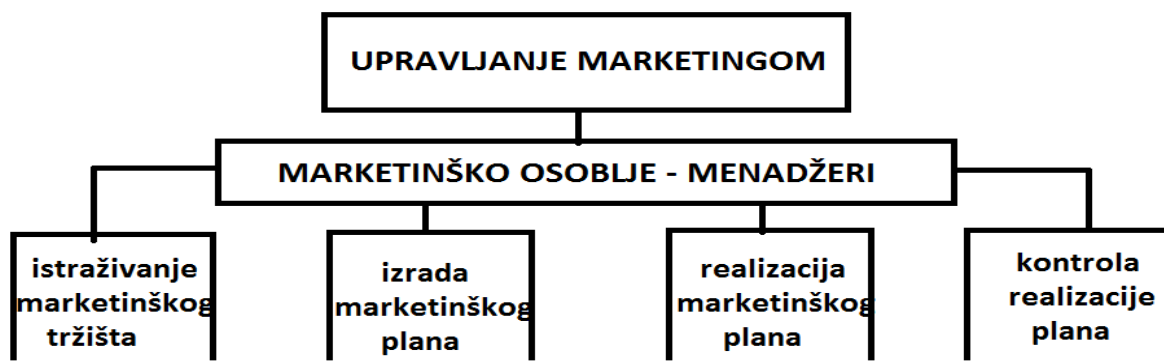 UPRAVLJANJE MARKETINGOM
MARKETINŠKO OSOBLJE - MENADŽERI
istraživanje
marketinškog
tržišta
izrada
marketinškog
plana
realizacija
marketinškog
plana
kontrola
realizacije
plana